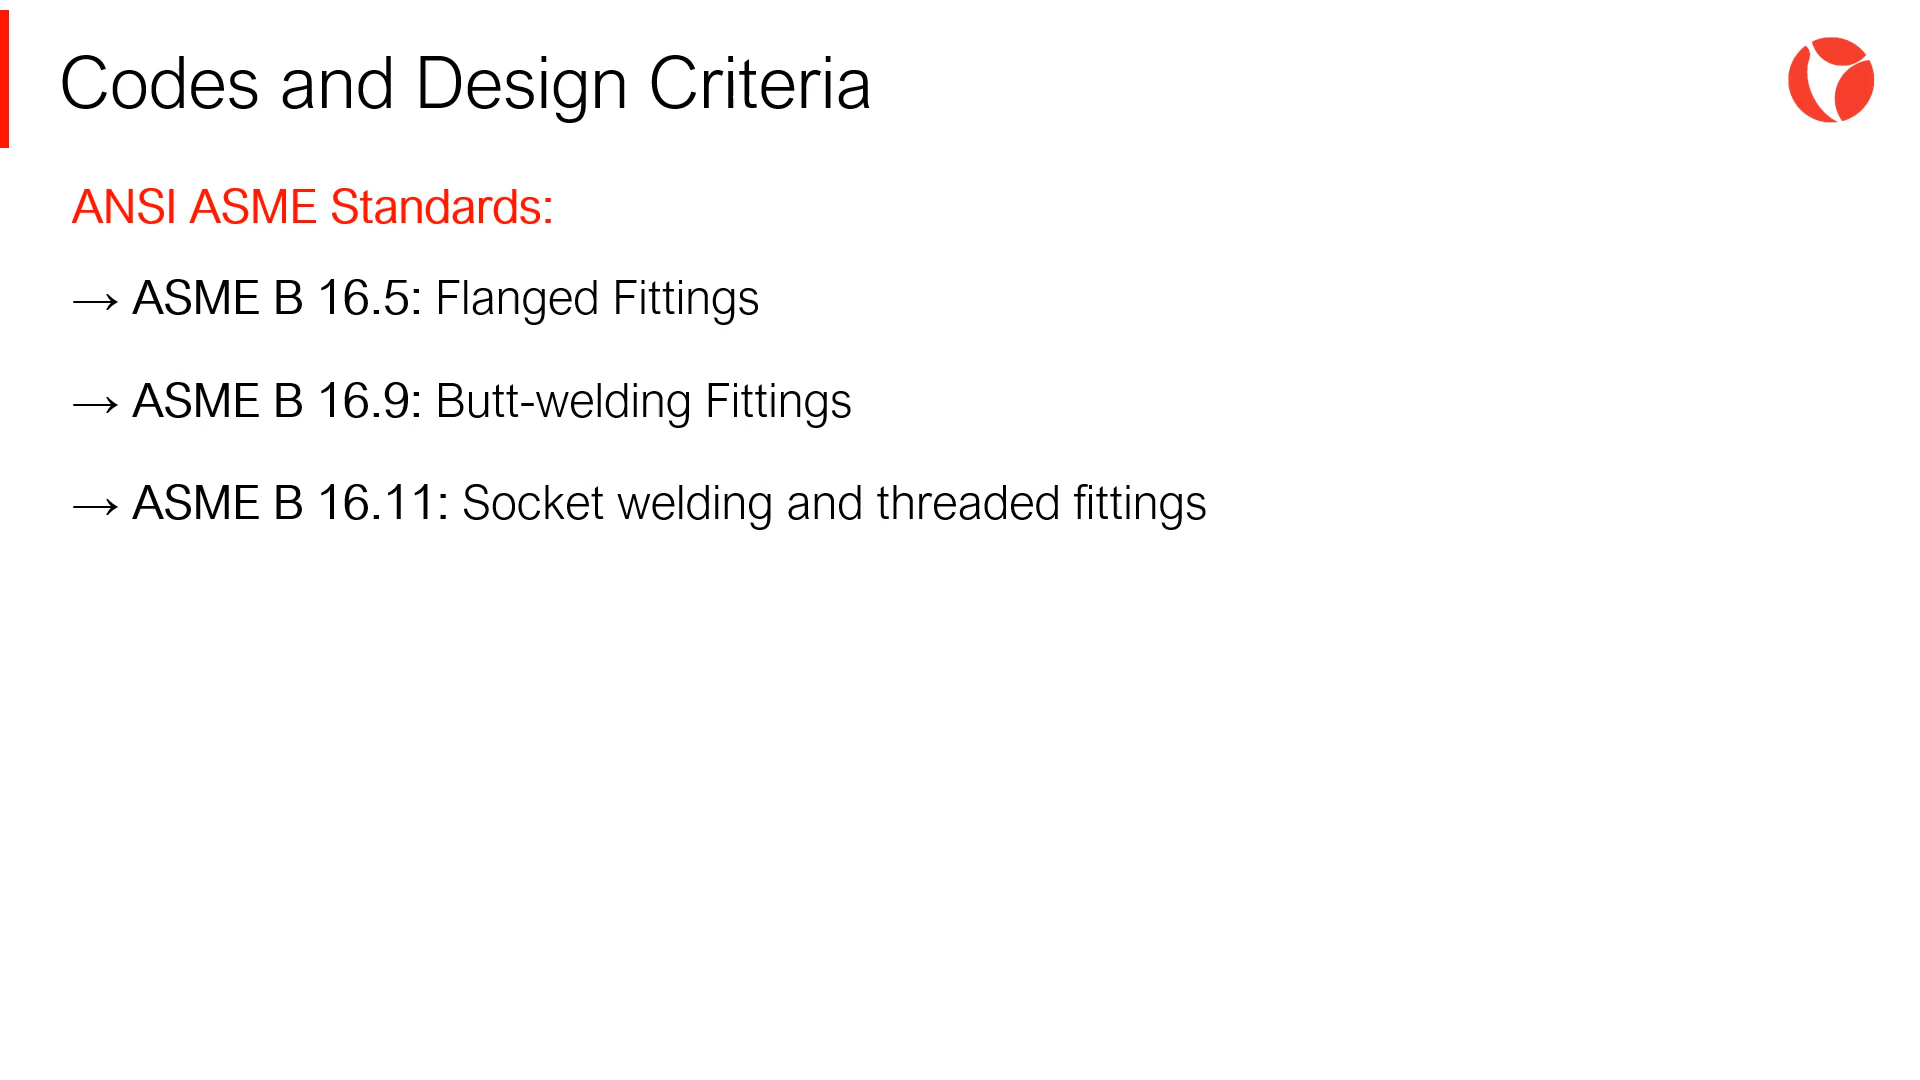 Codes and Design Criteria
ANSI ASME Standards:
→ ASME B 16.5: Flanged Fittings
→ ASME B 16.9: Butt-welding Fittings
→ ASME B 16.11: Socket welding and threaded fittings